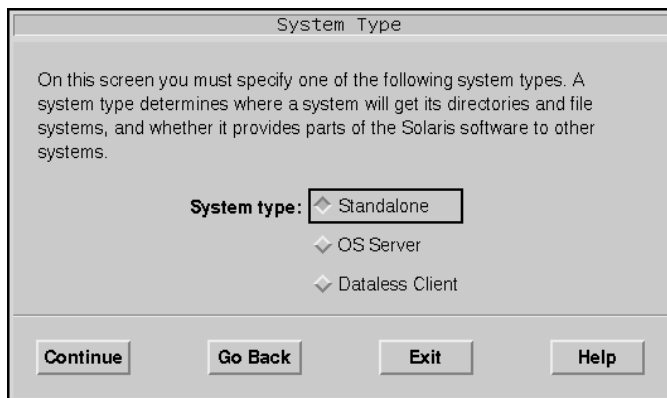 System Type
On this screen you must specify one of the following system types. A
system type determines where a system will get its directories and file
systems, and whether it provides parts of the Solaris software to other
systems.
System type: Standalone
OS Server
Dataless Client
Continue Go Back Exit Help